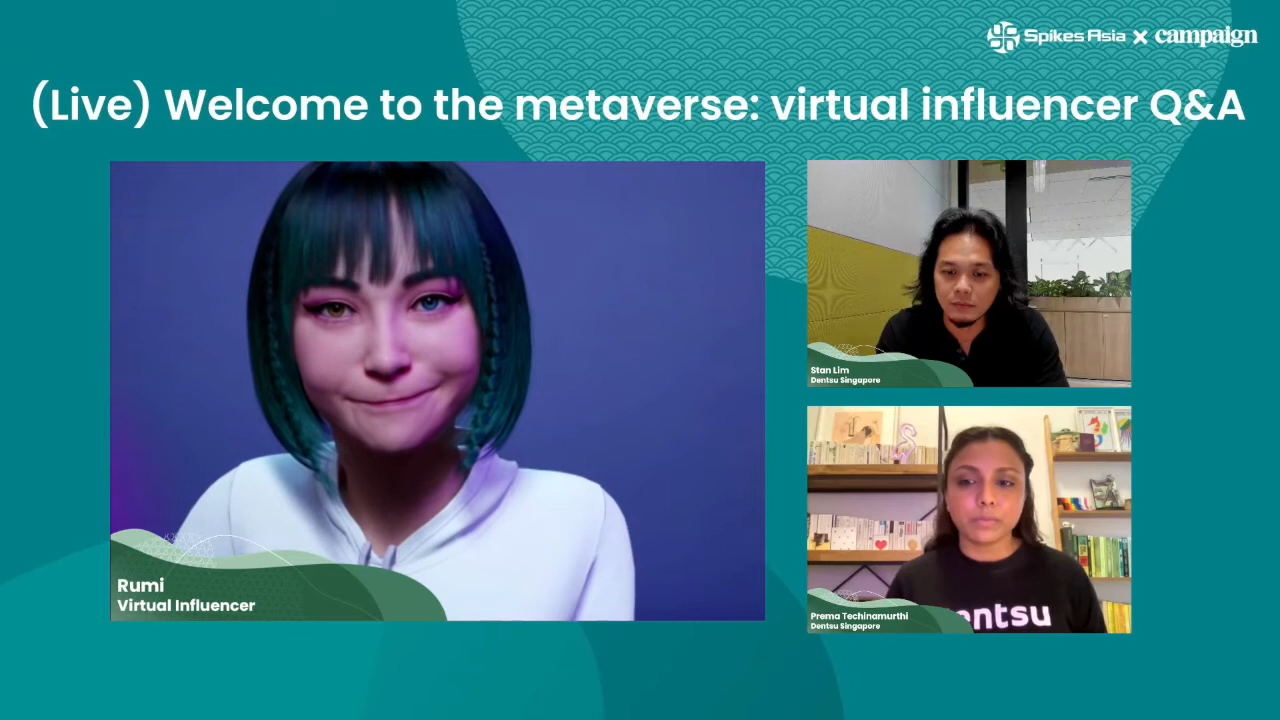 Spikes Asia x campaign
(Live) Welcome to the metaverse: virtual influencer Q&A
Rumi
Virtual Influencer
Stan Lim
Dentsu Singapore
entsu
Prema Techinamurthi
Dentsu Singapore